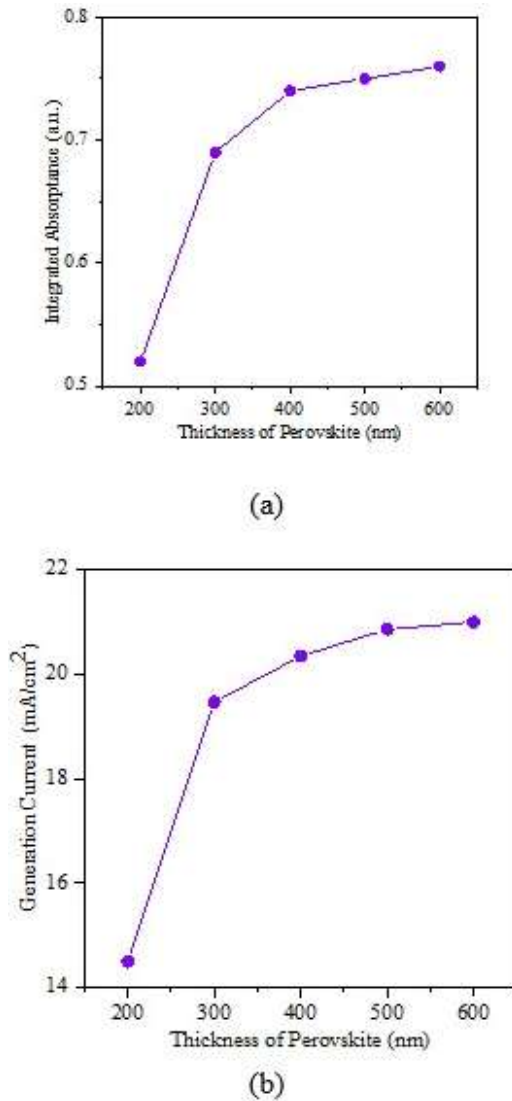 0.8
0.7
0.6
0.5
Integrated Absorptance (a.u.)
200 300 400 500 600
Thickness of Perovskite (nm)
(a)
22
20
18
16
14
Generation Current (mA/cm²)
200 300 400 500 600
Thickness of Perovskite (nm)
(b)